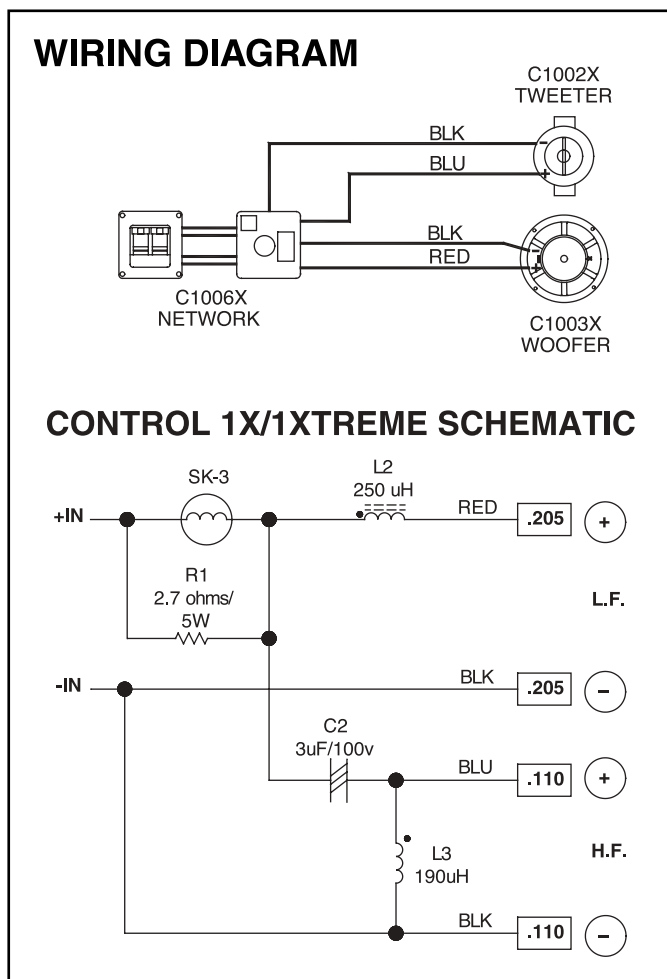 WIRING DIAGRAM
C1002X
TWEETER
BLK
-
BLU
+
BLK
-
RED
+
C1006X
NETWORK
C1003X
WOOFER
CONTROL 1X/1XTREME SCHEMATIC
SK-3
L2
250 uH
+IN
RED
.205
+
R1
2.7 ohms/
5W
L.F.
-IN
BLK
.205
-
C2
3uF/100v
BLU
.110
+
L3
190uH
H.F.
BLK
.110
-